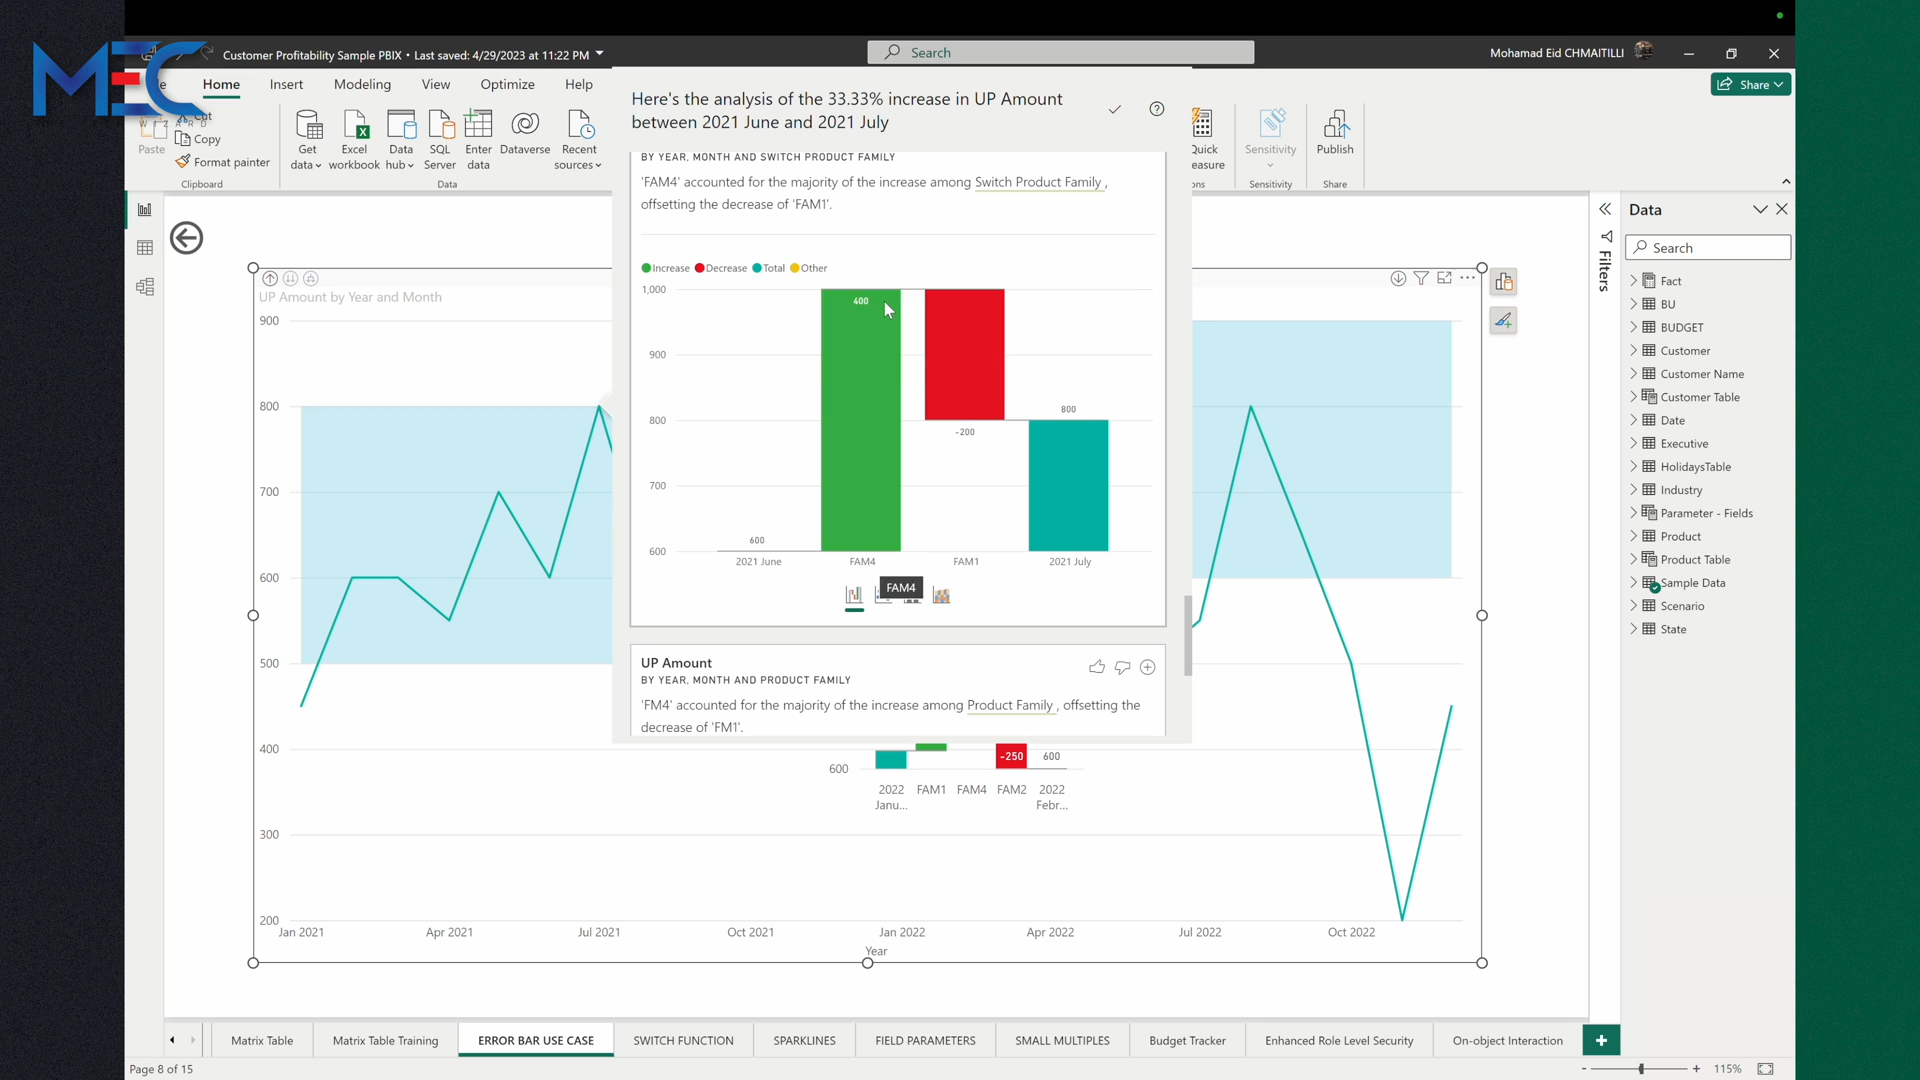 MEC
Customer Profitability Sample PBIX • Last saved: 4/29/2023 at 11:22 PM
Search
Mohamad Eid CHMAITILLI
Home
Insert
Modeling
View
Optimize
Help
Share
Paste
Cut
Copy
Format painter
Clipboard
Get data
Excel workbook
Data hub
SQL Server
Enter data
Dataverse
Recent sources
Data
Quick
Sensitivity
Sensitivity
Publish
Share
Here's the analysis of the 33.33% increase in UP Amount
between 2021 June and 2021 July
BY YEAR, MONTH AND SWITCH PRODUCT FAMILY
'FAM4' accounted for the majority of the increase among Switch Product Family ,
offsetting the decrease of 'FAM1'.
Increase Decrease Total Other
1,000
900
800
700
600
400
-200
800
600
2021 June
FAM4
FAM1
2021 July
FAM4
UP Amount
BY YEAR, MONTH AND PRODUCT FAMILY
'FM4' accounted for the majority of the increase among Product Family , offsetting the
decrease of 'FM1'.
UP Amount by Year and Month
900
800
700
600
500
400
300
200
Jan 2021
Apr 2021
Jul 2021
Oct 2021
Jan 2022
Apr 2022
Jul 2022
Oct 2022
Year
600
-250
600
2022 Janu...
FAM1
FAM4
FAM2
2022 Febr...
Filters
Data
Search
Fact
BU
BUDGET
Customer
Customer Name
Customer Table
Date
Executive
HolidaysTable
Industry
Parameter - Fields
Product
Product Table
Sample Data
Scenario
State
Matrix Table
Matrix Table Training
ERROR BAR USE CASE
SWITCH FUNCTION
SPARKLINES
FIELD PARAMETERS
SMALL MULTIPLES
Budget Tracker
Enhanced Role Level Security
On-object Interaction
Page 8 of 15
115%